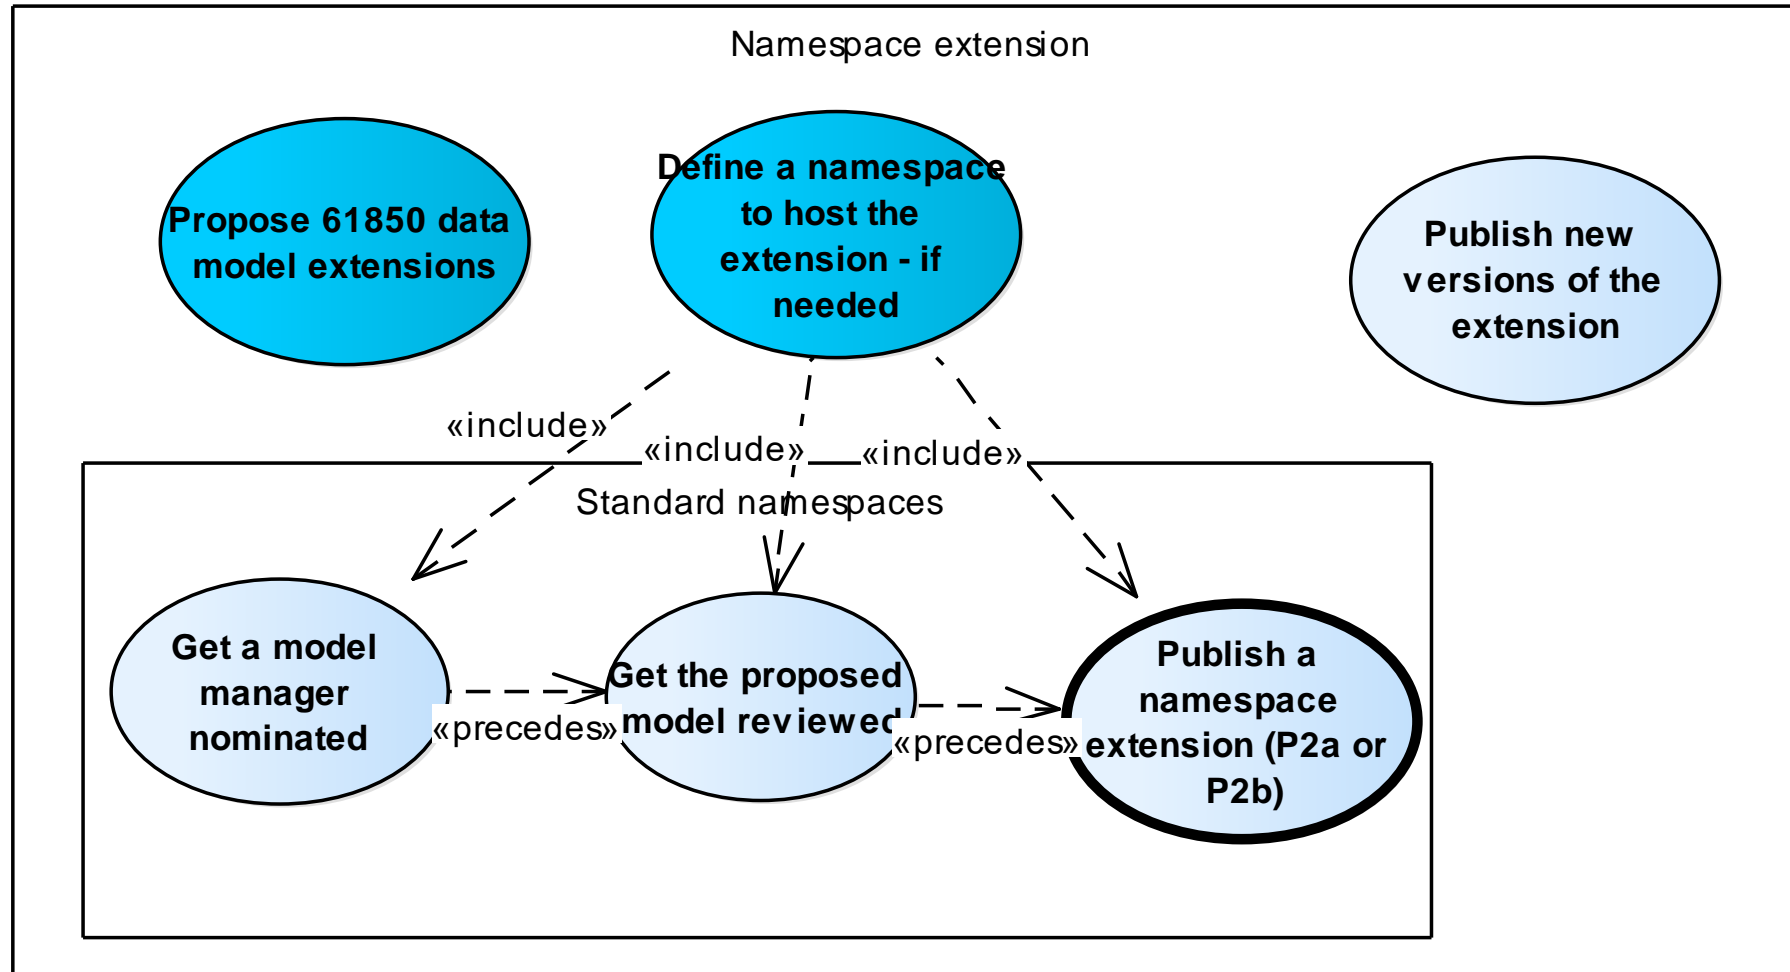 Namespace extension
Propose 61850 data
model extensions
Define a namespace
to host the
extension - if
needed
Publish new
versions of the
extension
«include»
«include»
«include»
Standard namespaces
Get a model
manager
nominated
«precedes»
Get the proposed
model reviewed
«precedes»
Publish a
namespace
extension (P2a or
P2b)